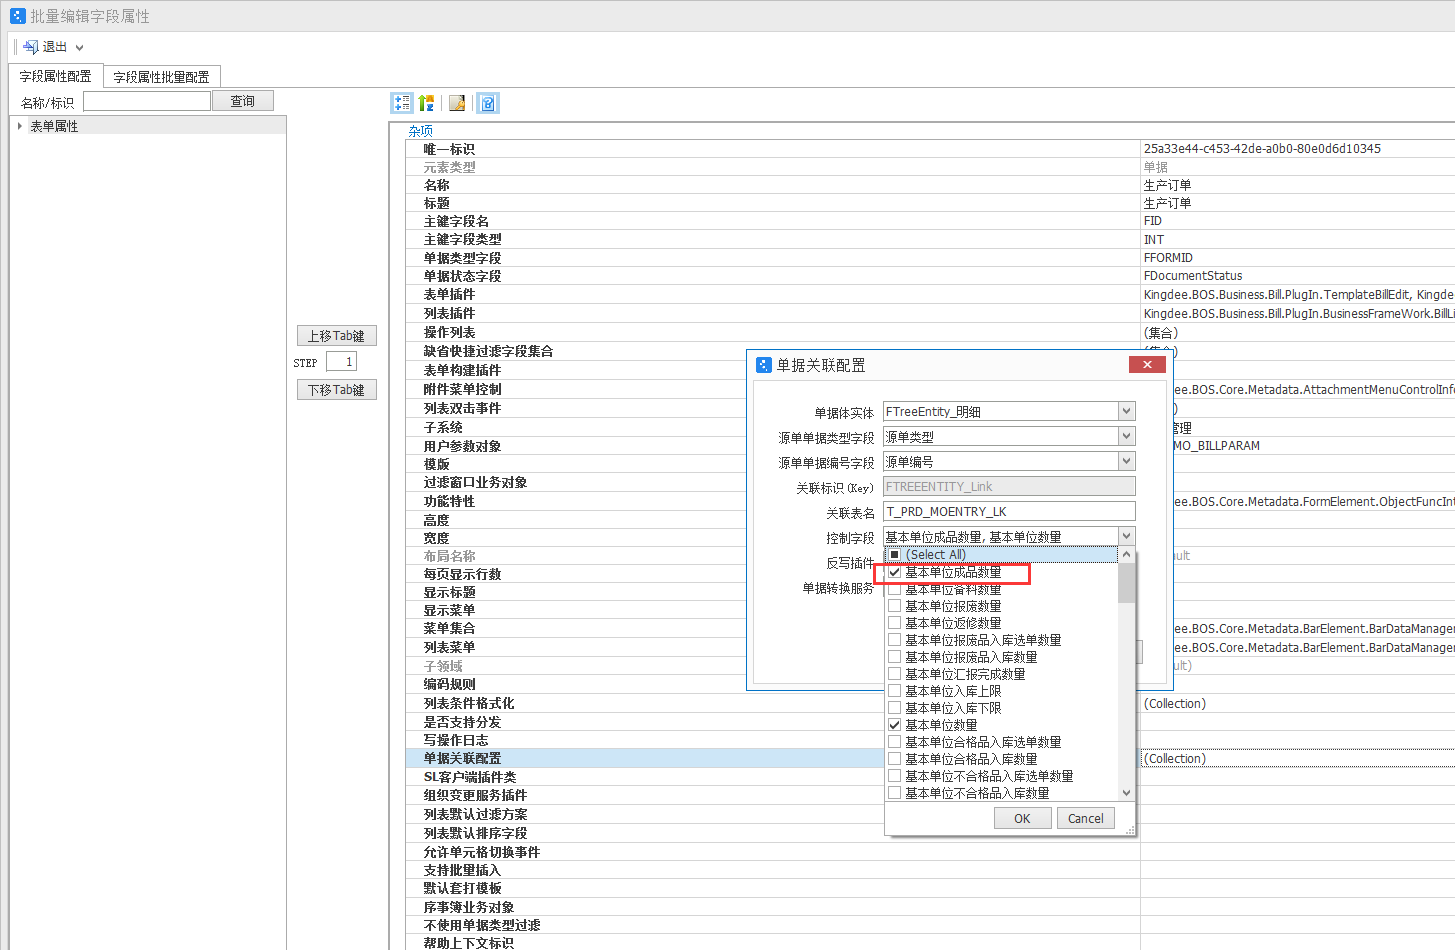 批量编辑字段属性
退出
字段属性配置
字段属性批量配置
名称/标识
查询
表单属性
上移Tab键
STEP
1
下移Tab键
杂项
唯一标识
25a33e44-c453-42de-a0b0-80e0d6d10345
元素类型
单据
名称
生产订单
标题
生产订单
主键字段名
FID
主键字段类型
INT
单据类型字段
FFORMID
单据状态字段
FDocumentStatus
表单插件
Kingdee.BOS.Business.Bill.PlugIn.TemplateBillEdit, Kingde
列表插件
Kingdee.BOS.Business.Bill.PlugIn.BusinessFrameWork.BillLi
操作列表
(集合)
缺省快捷过滤字段集合
表单构建插件
附件菜单控制
ee.BOS.Core.Metadata.AttachmentMenuControlInfo
列表双击事件
)
子系统
管理
用户参数对象
MO_BILLPARAM
模版
过滤窗口业务对象
功能特性
ee.BOS.Core.Metadata.FormElement.ObjectFuncInt
高度
宽度
布局名称
ult
每页显示行数
显示标题
显示菜单
菜单集合
ee.BOS.Core.Metadata.BarElement.BarDataManager
列表菜单
ee.BOS.Core.Metadata.BarElement.BarDataManager
子领域
ult)
编码规则
列表条件格式化
(Collection)
是否支持分发
写操作日志
单据关联配置
(Collection)
SL客户端插件类
组织变更服务插件
列表默认过滤方案
列表默认排序字段
允许单元格切换事件
支持批量插入
默认套打模板
序事簿业务对象
不使用单据类型过滤
帮助上下文标识
单据关联配置
单据体实体
FTreeEntity_明细
源单单据类型字段
源单类型
源单单据编号字段
源单编号
关联标识(Key)
FTREEENTITY_Link
关联表名
T_PRD_MOENTRY_LK
控制字段
基本单位成品数量, 基本单位数量
反写插件
单据转换服务
(Select All)
基本单位成品数量
基本单位备料数量
基本单位报废数量
基本单位返修数量
基本单位报废品入库选单数量
基本单位报废品入库数量
基本单位汇报完成数量
基本单位入库上限
基本单位入库下限
基本单位数量
基本单位合格品入库选单数量
基本单位合格品入库数量
基本单位不合格品入库选单数量
基本单位不合格品入库数量
OK
Cancel